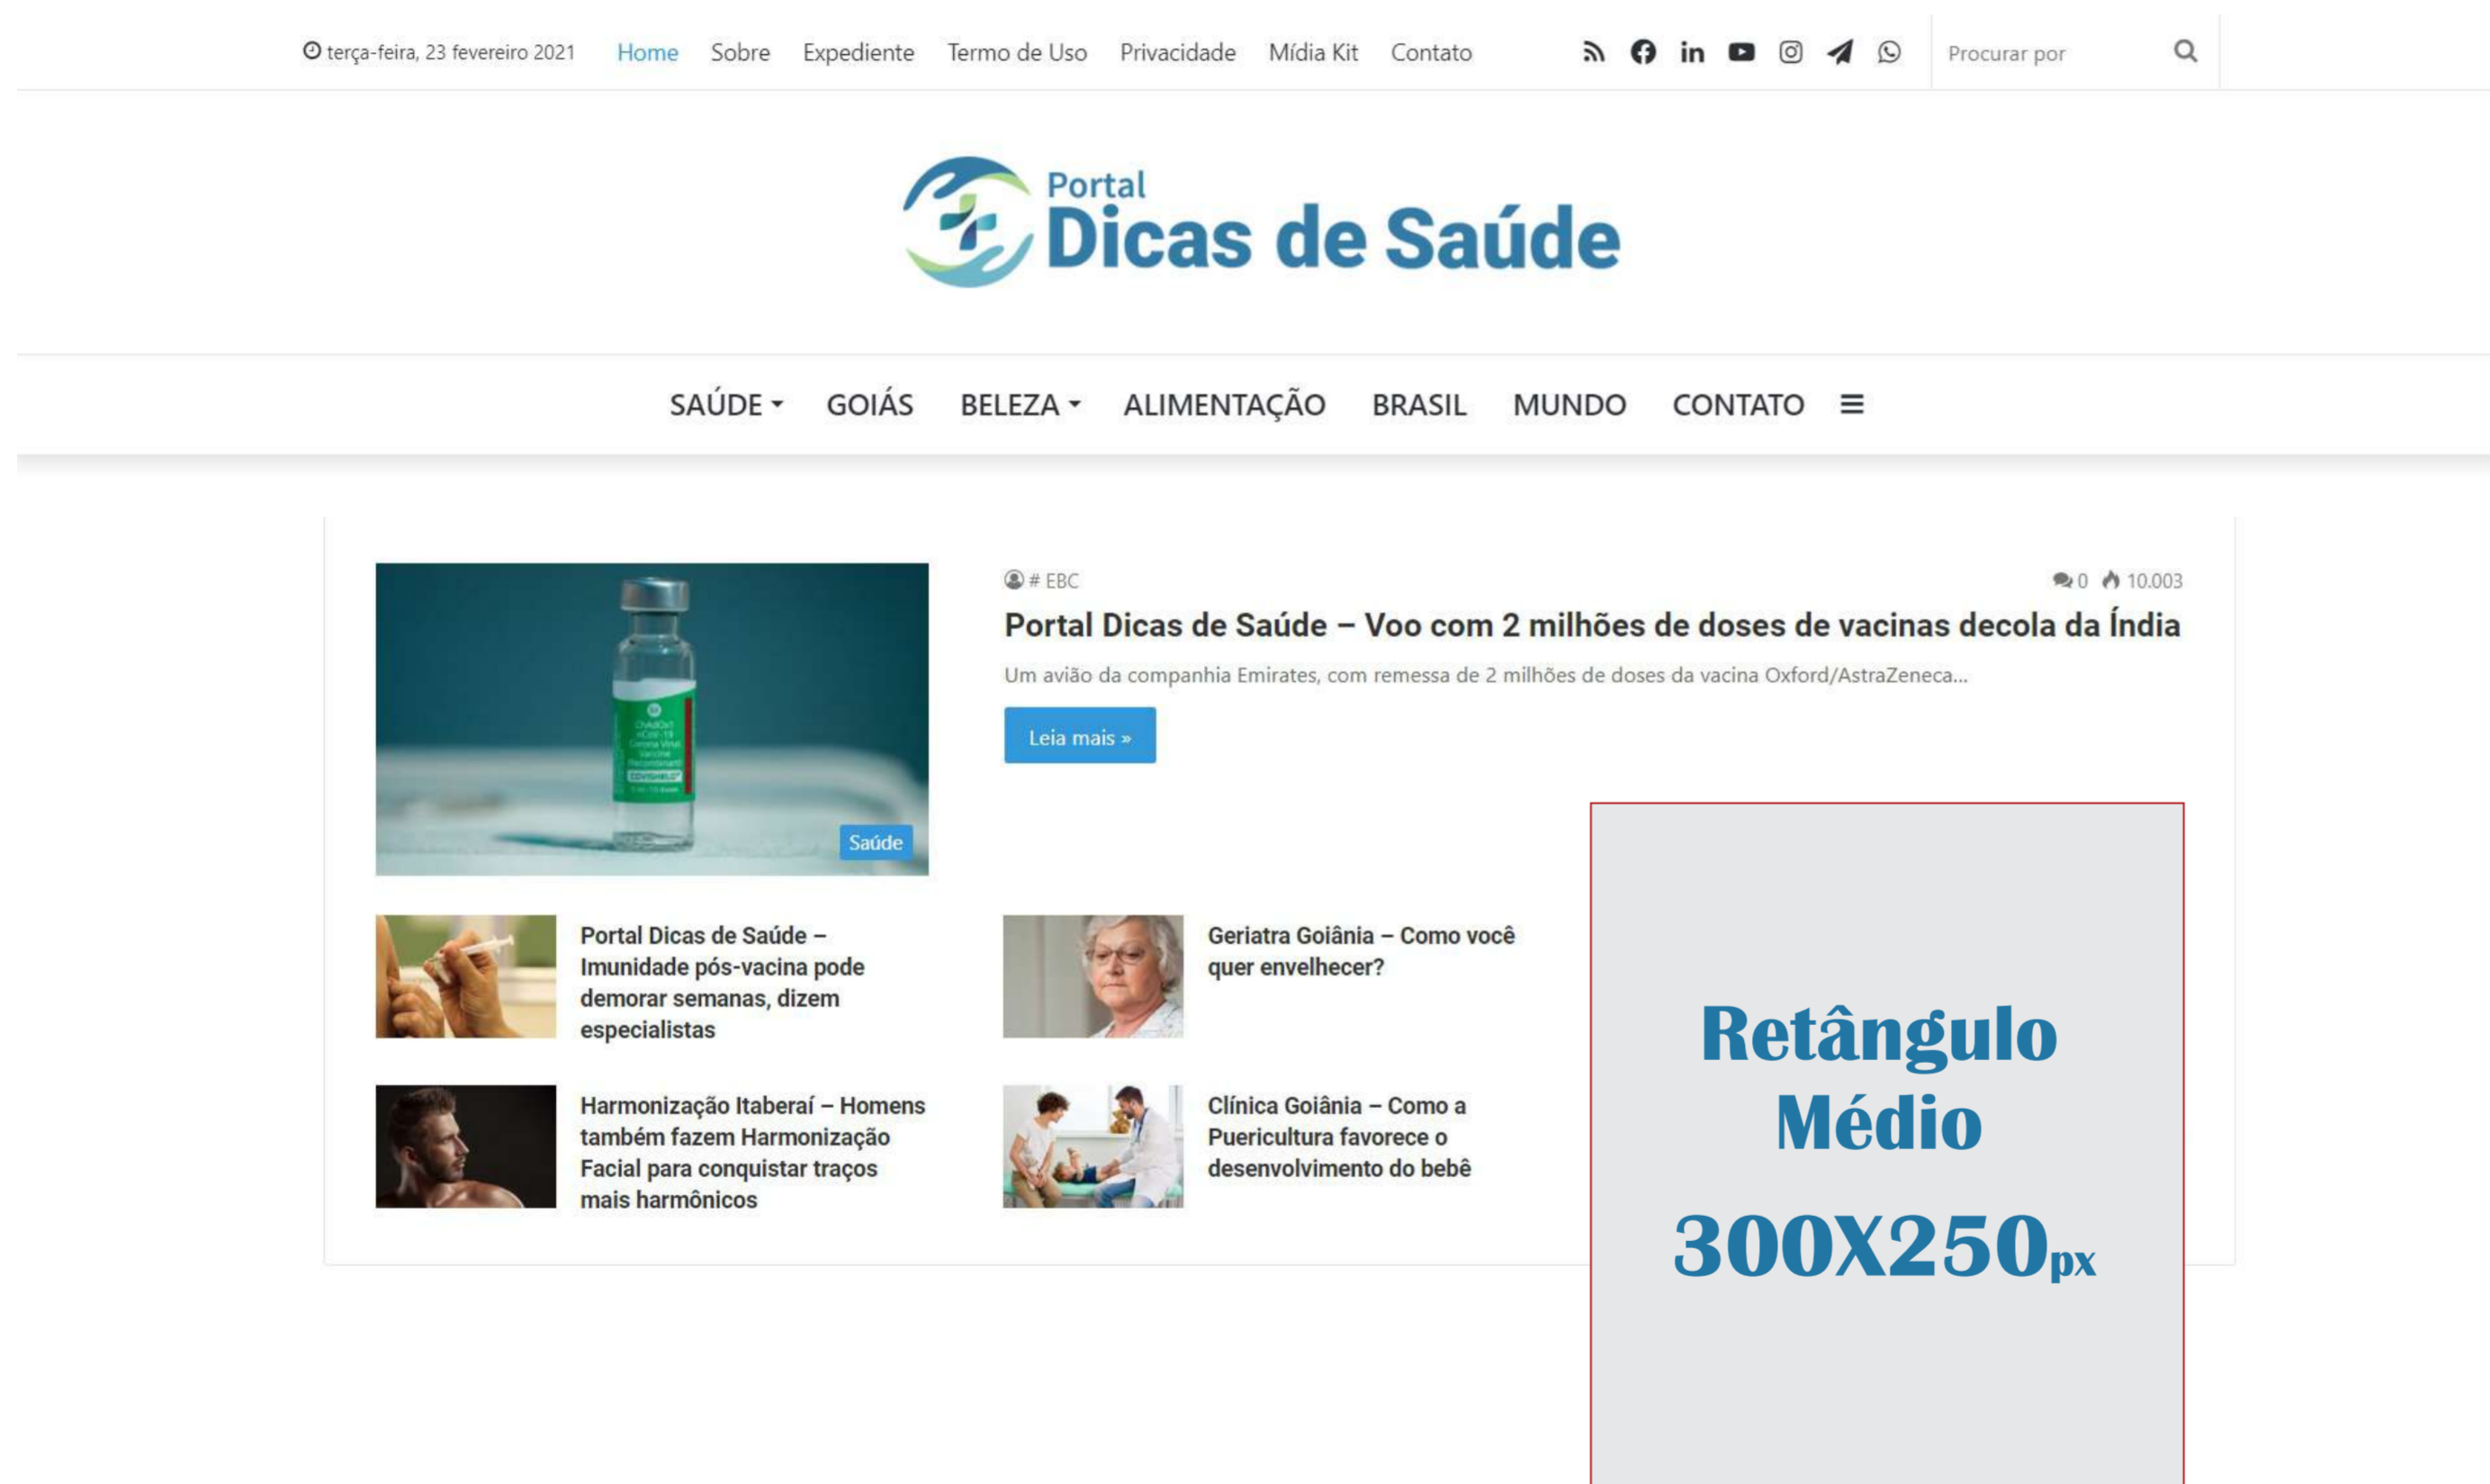 terça-feira, 23 fevereiro 2021 Home Sobre Expediente Termo de Uso Privacidade Mídia Kit Contato Procurar por
Portal
Dicas de Saúde
SAÚDE GOIÁS BELEZA ALIMENTAÇÃO BRASIL MUNDO CONTATO
# EBC 0 10.003
Portal Dicas de Saúde – Voo com 2 milhões de doses de vacinas decola da Índia
Um avião da companhia Emirates, com remessa de 2 milhões de doses da vacina Oxford/AstraZeneca...
Leia mais »
Corona Virus
Vaccine
COVISHIELD
Saúde
Portal Dicas de Saúde –
Imunidade pós-vacina pode
demorar semanas, dizem
especialistas
Geriatra Goiânia – Como você
quer envelhecer?
Harmonização Itaberaí – Homens
também fazem Harmonização
Facial para conquistar traços
mais harmônicos
Clínica Goiânia – Como a
Puericultura favorece o
desenvolvimento do bebê
Retângulo
Médio
300X250px